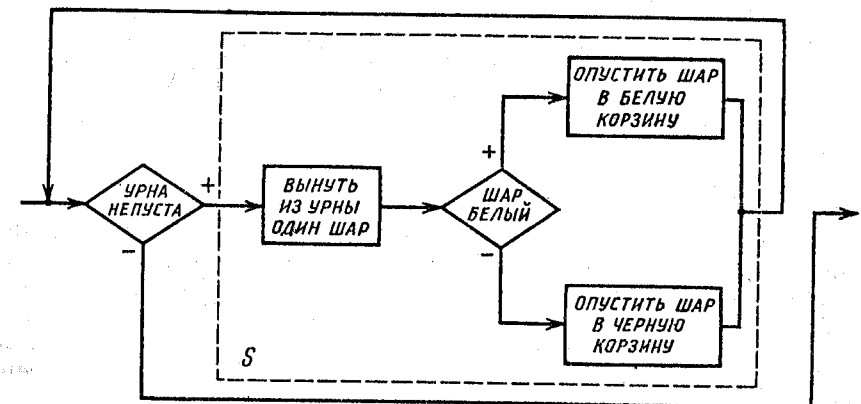 ОПУСТИТЬ ШАР
В БЕЛУЮ
КОРЗИНУ
+
УРНА
НЕПУСТА
+
ВЫНУТЬ
ИЗ УРНЫ
ОДИН ШАР
ШАР
БЕЛЫЙ
−
−
ОПУСТИТЬ ШАР
В ЧЕРНУЮ
КОРЗИНУ
S